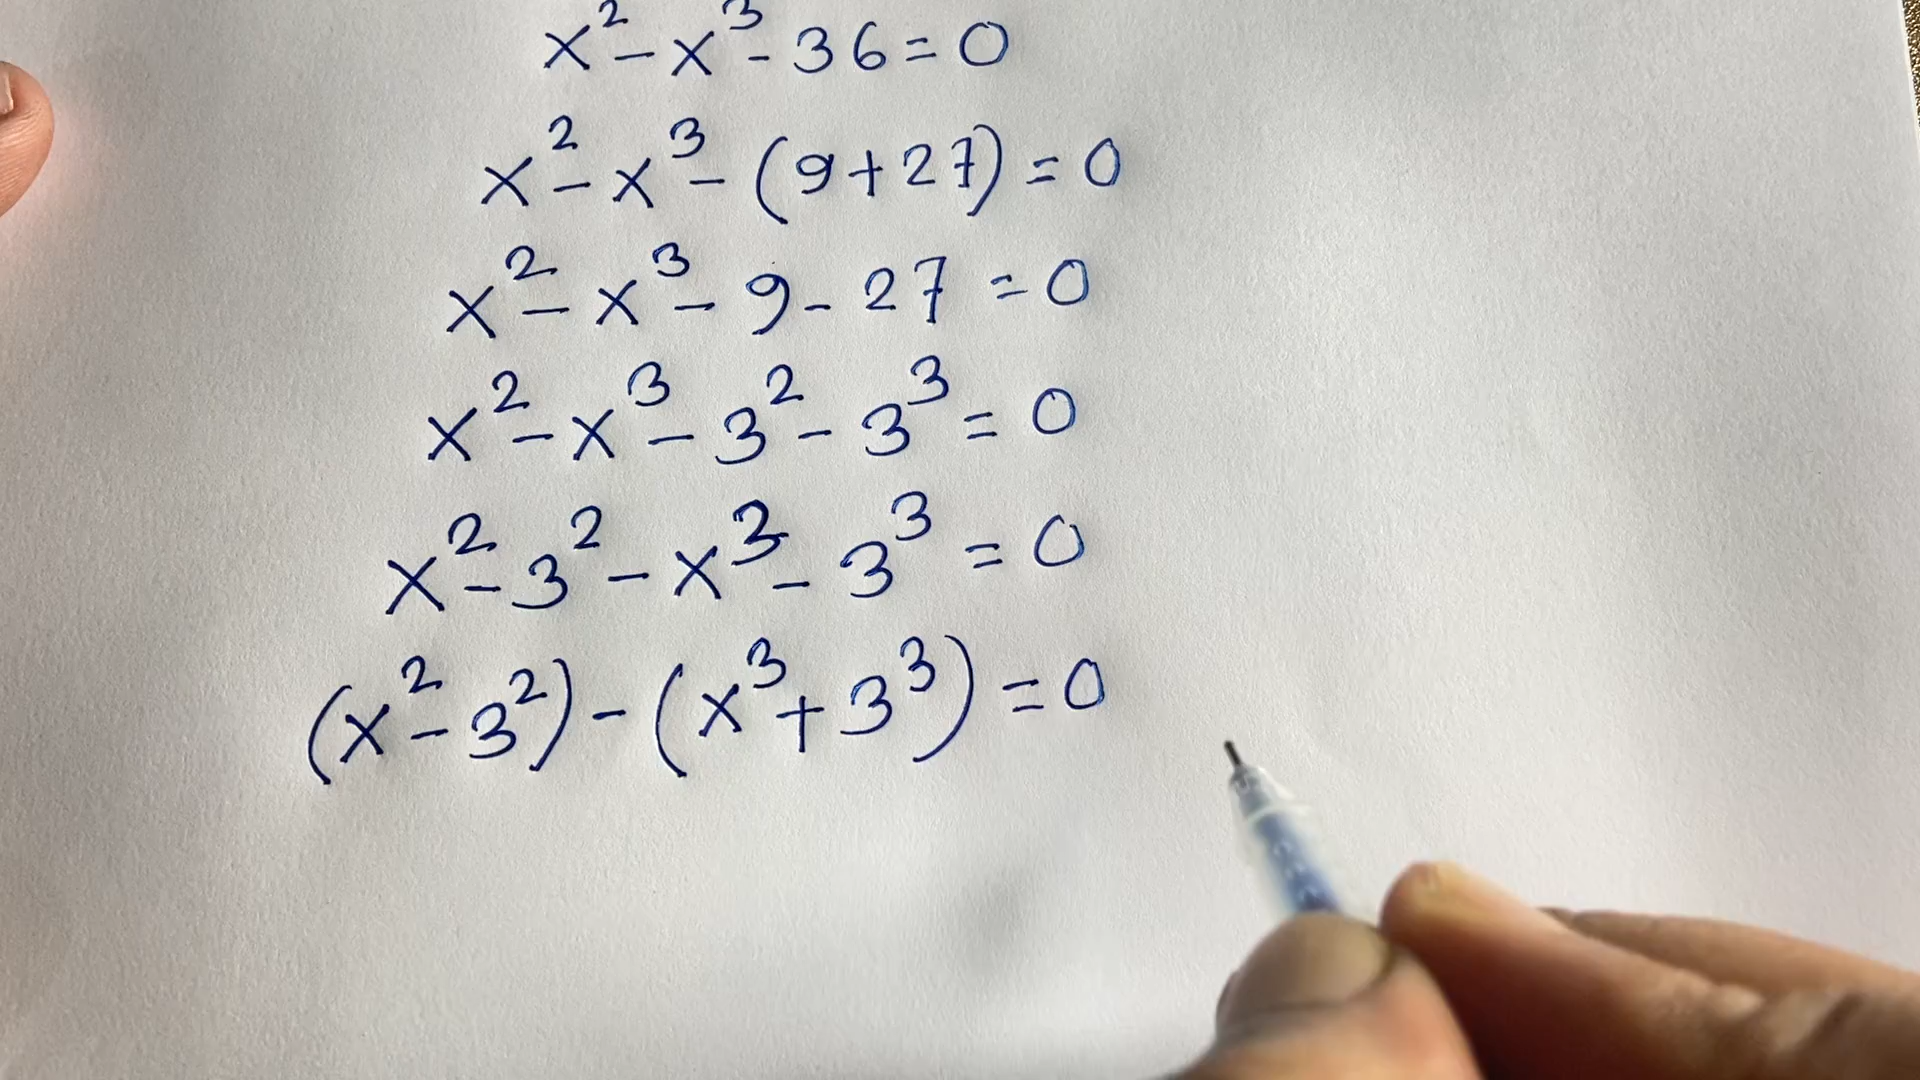 x² - x³ - 36 = 0
x² - x³ - (9 + 27) = 0
x² - x³ - 9 - 27 = 0
x² - x³ - 3² - 3³ = 0
x² - 3² - x³ - 3³ = 0
(x² - 3²) - (x³ + 3³) = 0